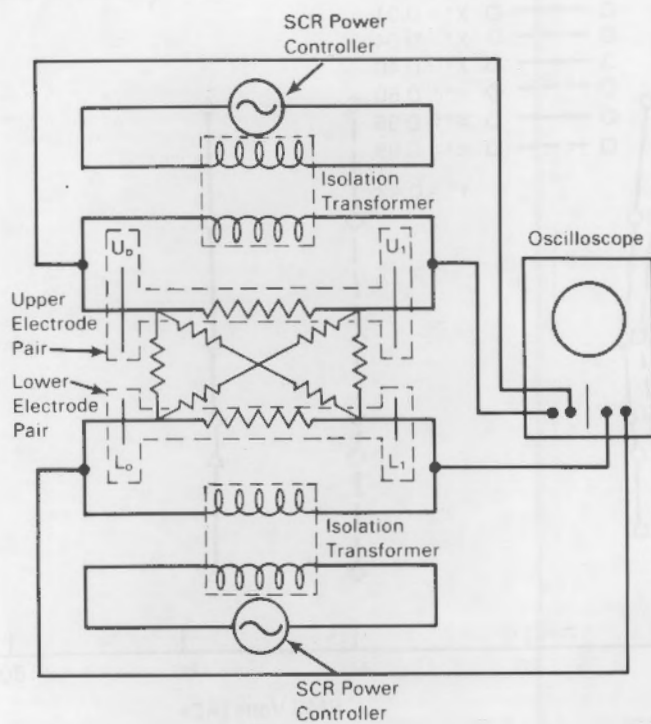 SCR Power
Controller
Isolation
Transformer
Oscilloscope
U₀
U₁
Upper
Electrode
Pair
Lower
Electrode
Pair
L₀
L₁
Isolation
Transformer
SCR Power
Controller